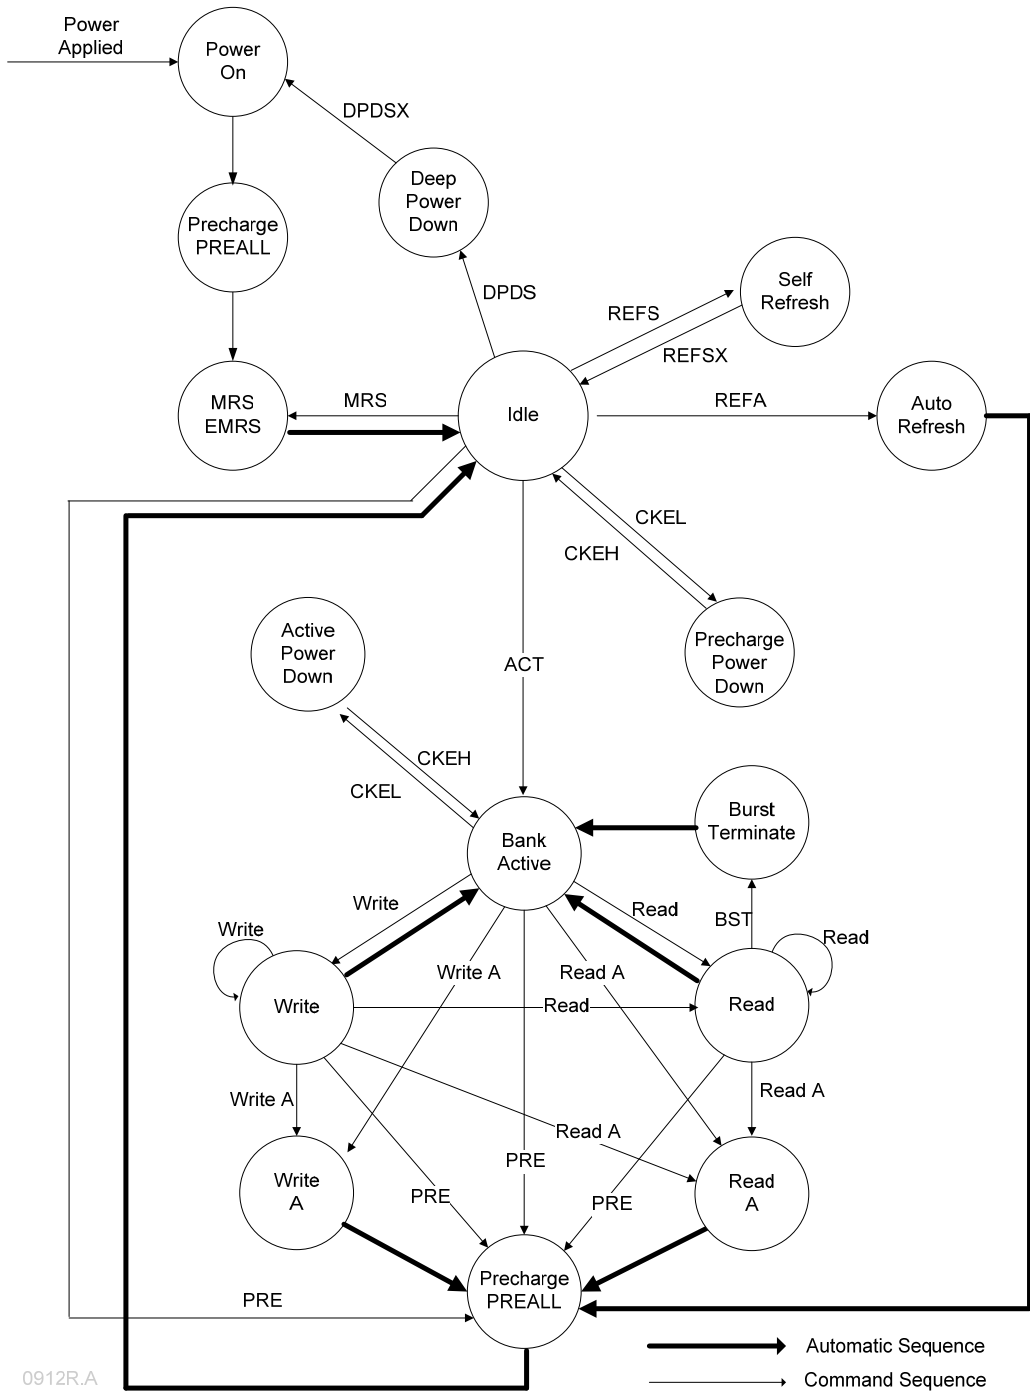 Power
Applied
Power
On
DPDSX
Deep
Power
Down
Precharge
PREALL
DPDS
Self
Refresh
REFS
REFSX
MRS
EMRS
MRS
Idle
REFA
Auto
Refresh
CKEL
CKEH
Active
Power
Down
ACT
Precharge
Power
Down
CKEH
CKEL
Burst
Terminate
Bank
Active
Write
Read
BST
Write
Read
Write A
Read A
Write
Read
Read
Write A
Read A
Read A
PRE
Write
A
PRE
PRE
Read
A
Precharge
PREALL
PRE
Automatic Sequence
Command Sequence
0912R.A